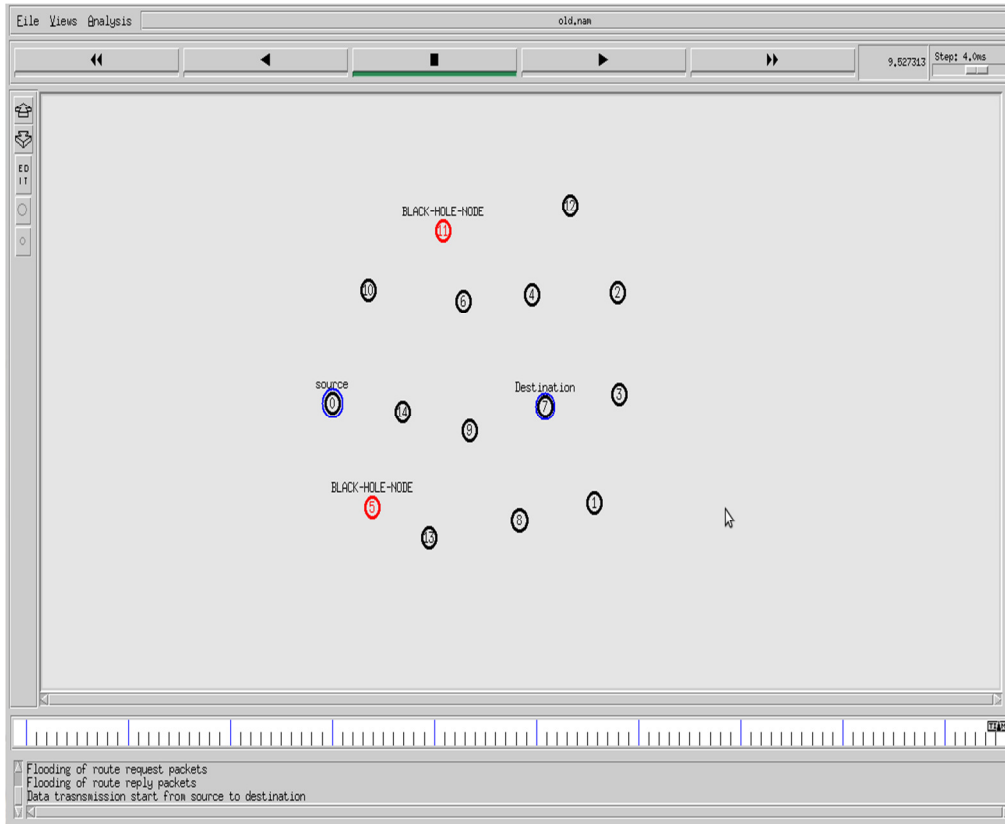 File Views Analysis old.nam
9.527313 Step: 4.0ms
ED
IT
12
BLACK-HOLE-NODE
11
10 6 4 2
source Destination
0 14 9 7 3
BLACK-HOLE-NODE
5 13 8 1
Flooding of route request packets
Flooding of route reply packets
Data trasnsmission start from source to destination